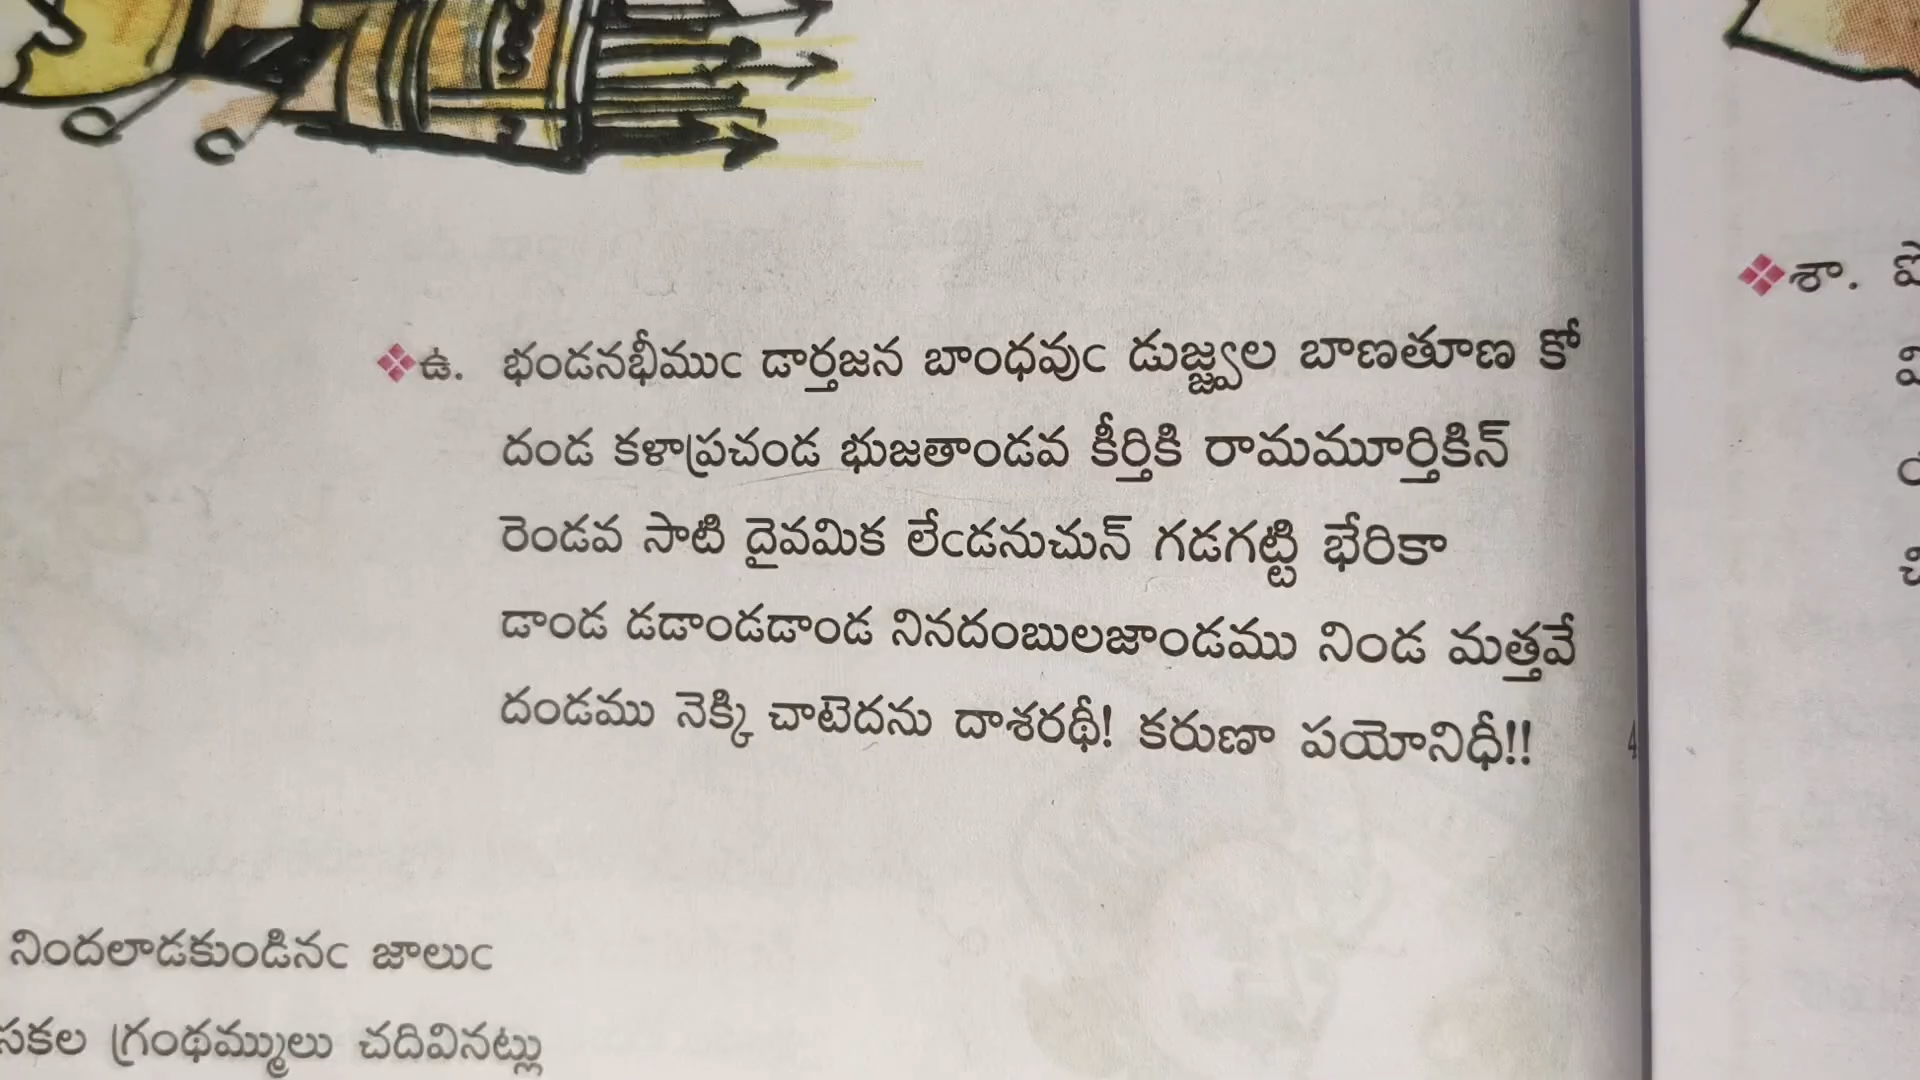 ఉ. భండనభీముఁ డార్తజన బాంధవుఁ డుజ్జ్వల బాణతూణ కో
దండ కళాప్రచండ భుజతాండవ కీర్తికి రామమూర్తికిన్
రెండవ సాటి దైవమిక లేఁడనుచున్ గడగట్టి భేరికా
డాండ డడాండడాండ నినదంబులజాండము నిండ మత్తవే
దండము నెక్కి చాటెదను దాశరథీ! కరుణా పయోనిధీ!! 4
నిందలాడకుండినఁ జాలుఁ
సకల గ్రంథమ్ములు చదివినట్లు
శా.